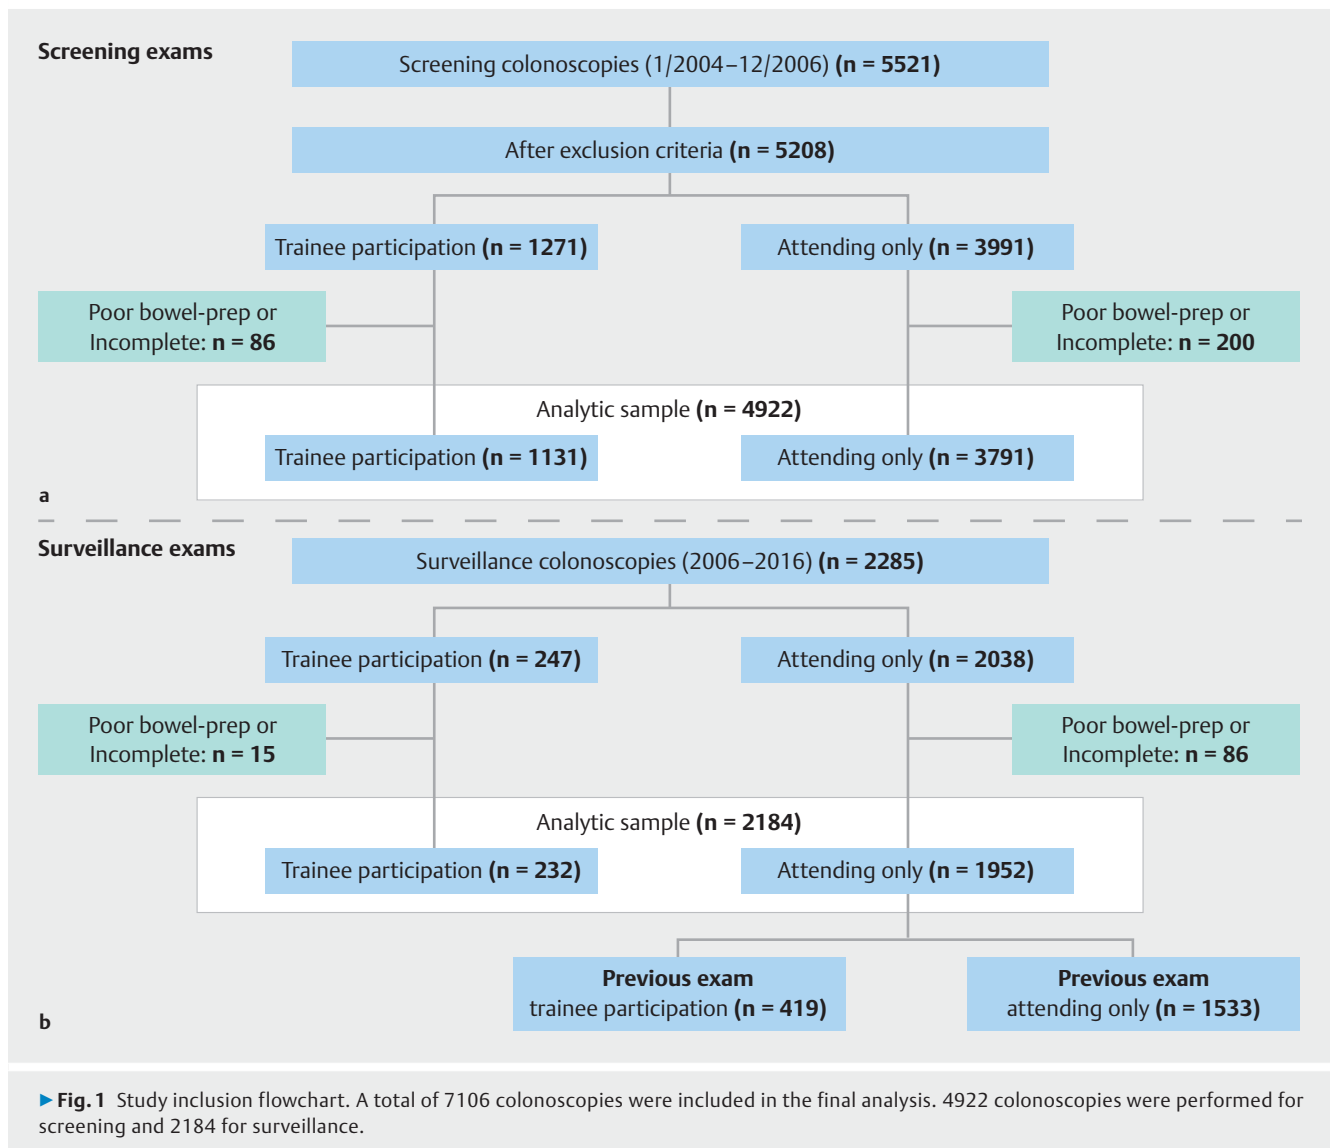 Screening exams
Screening colonoscopies (1/2004–12/2006) (n = 5521)
After exclusion criteria (n = 5208)
Trainee participation (n = 1271)
Attending only (n = 3991)
Poor bowel-prep or
Incomplete: n = 86
Poor bowel-prep or
Incomplete: n = 200
Analytic sample (n = 4922)
Trainee participation (n = 1131)
Attending only (n = 3791)
a
Surveillance exams
Surveillance colonoscopies (2006–2016) (n = 2285)
Trainee participation (n = 247)
Attending only (n = 2038)
Poor bowel-prep or
Incomplete: n = 15
Poor bowel-prep or
Incomplete: n = 86
Analytic sample (n = 2184)
Trainee participation (n = 232)
Attending only (n = 1952)
Previous exam
trainee participation (n = 419)
Previous exam
attending only (n = 1533)
b
▶ Fig. 1 Study inclusion flowchart. A total of 7106 colonoscopies were included in the final analysis. 4922 colonoscopies were performed for
screening and 2184 for surveillance.